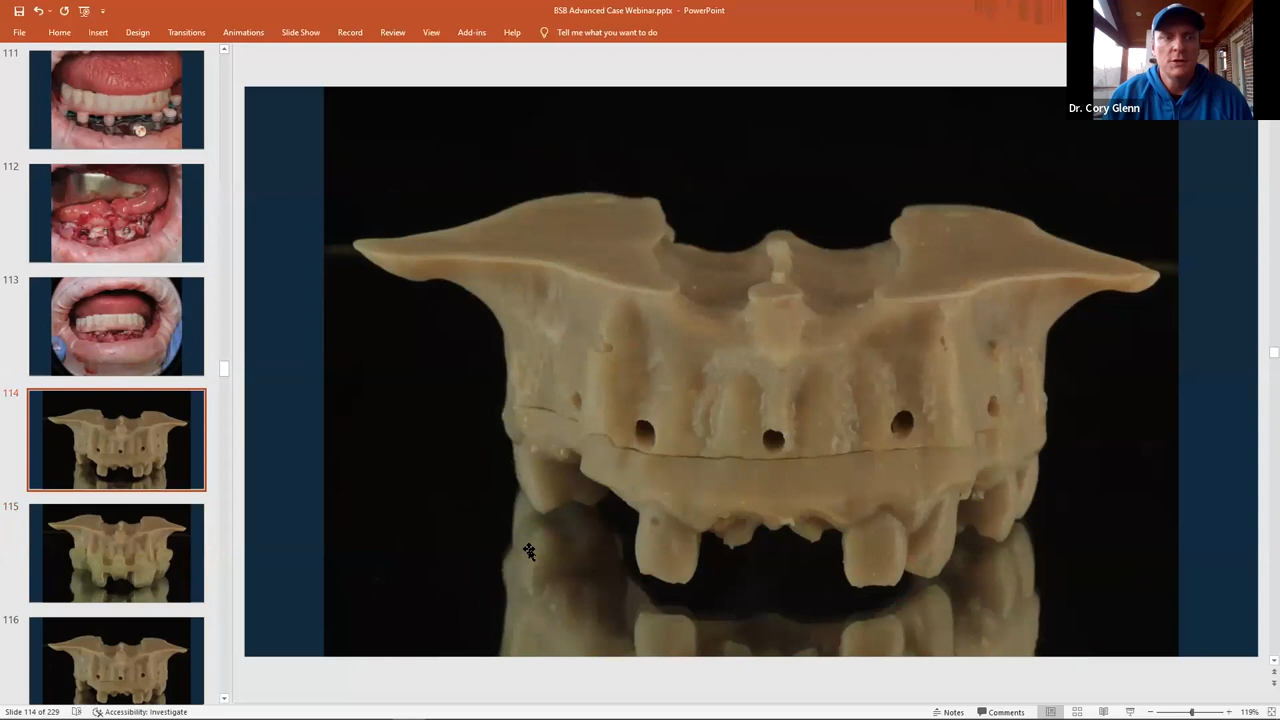 BSB Advanced Case Webinar.pptx - PowerPoint
File Home Insert Design Transitions Animations Slide Show Record Review View Add-ins Help Tell me what you want to do
Dr. Cory Glenn
111
112
113
114
115
116
Slide 114 of 229 Accessibility: Investigate Notes Comments 119%